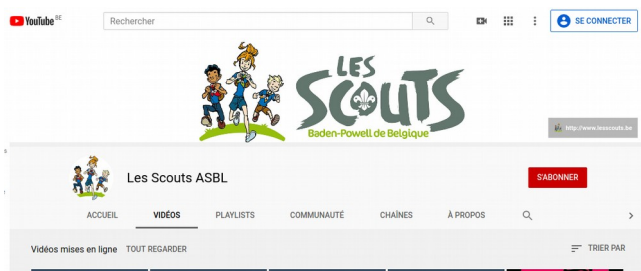 YouTube BE
Rechercher
SE CONNECTER
LES
SCOUTS
Baden-Powell de Belgique
http://www.lesscouts.be
Les Scouts ASBL
S'ABONNER
ACCUEIL VIDÉOS PLAYLISTS COMMUNAUTÉ CHAÎNES À PROPOS
Vidéos mises en ligne TOUT REGARDER TRIER PAR